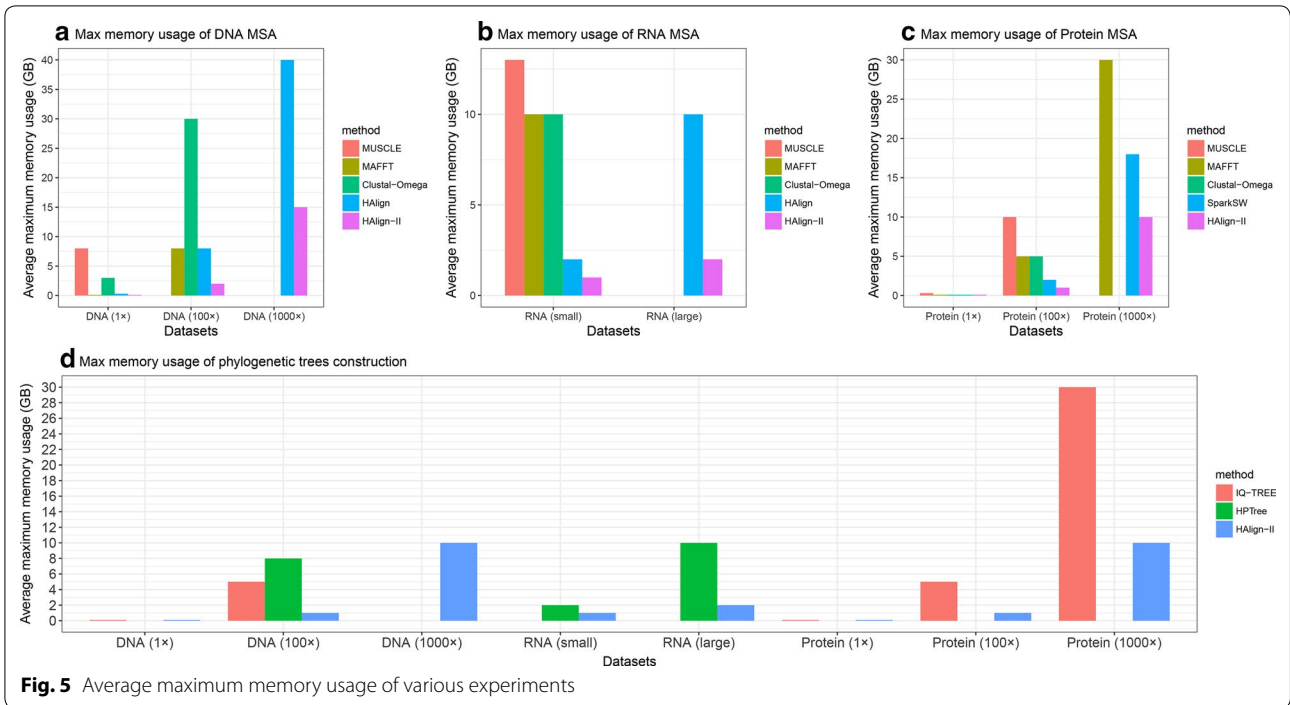 a Max memory usage of DNA MSA
Average maximum memory usage (GB)
40
35
30
25
20
15
10
5
0
DNA (1×) DNA (100×) DNA (1000×)
Datasets
method
MUSCLE
MAFFT
Clustal-Omega
HAlign
HAlign-II
b Max memory usage of RNA MSA
Average maximum memory usage (GB)
10
5
0
RNA (small) RNA (large)
Datasets
method
MUSCLE
MAFFT
Clustal-Omega
HAlign
HAlign-II
c Max memory usage of Protein MSA
Average maximum memory usage (GB)
30
25
20
15
10
5
0
Protein (1×) Protein (100×) Protein (1000×)
Datasets
method
MUSCLE
MAFFT
Clustal-Omega
SparkSW
HAlign-II
d Max memory usage of phylogenetic trees construction
Average maximum memory usage (GB)
30
28
26
24
22
20
18
16
14
12
10
8
6
4
2
0
DNA (1×) DNA (100×) DNA (1000×) RNA (small) RNA (large) Protein (1×) Protein (100×) Protein (1000×)
Datasets
method
IQ-TREE
HPTree
HAlign-II
Fig. 5 Average maximum memory usage of various experiments